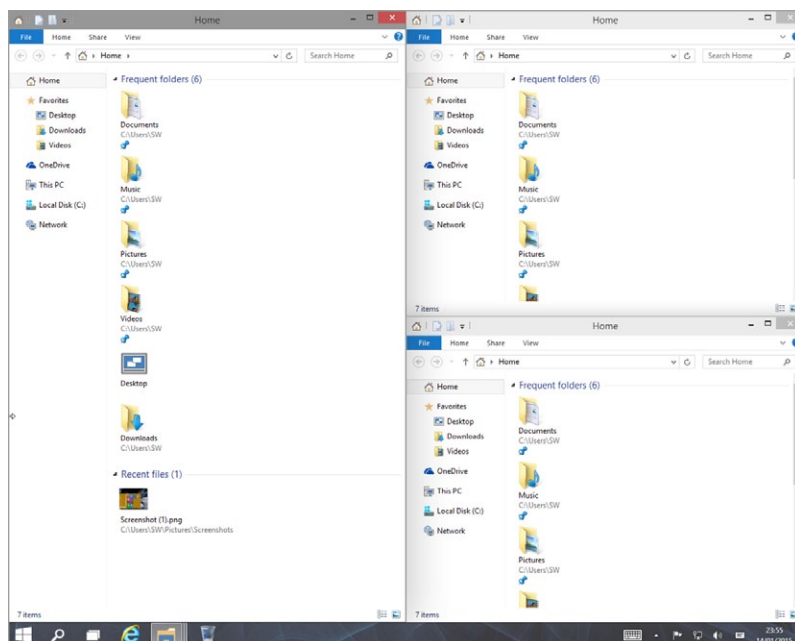 Home
File Home Share View
Home
Search Home
Home
Favorites
Desktop
Downloads
Videos
OneDrive
This PC
Local Disk (C:)
Network
Frequent folders (6)
Documents
C:\Users\SW
Music
C:\Users\SW
Pictures
C:\Users\SW
Videos
C:\Users\SW
Desktop
Downloads
C:\Users\SW
Recent files (1)
Screenshot (1).png
C:\Users\SW\Pictures\Screenshots
7 items
Home
File Home Share View
Home
Search Home
Home
Favorites
Desktop
Downloads
Videos
OneDrive
This PC
Local Disk (C:)
Network
Frequent folders (6)
Documents
C:\Users\SW
Music
C:\Users\SW
Pictures
C:\Users\SW
7 items
Home
File Home Share View
Home
Search Home
Home
Favorites
Desktop
Downloads
Videos
OneDrive
This PC
Local Disk (C:)
Network
Frequent folders (6)
Documents
C:\Users\SW
Music
C:\Users\SW
Pictures
C:\Users\SW
7 items
23:55
14/01/2015